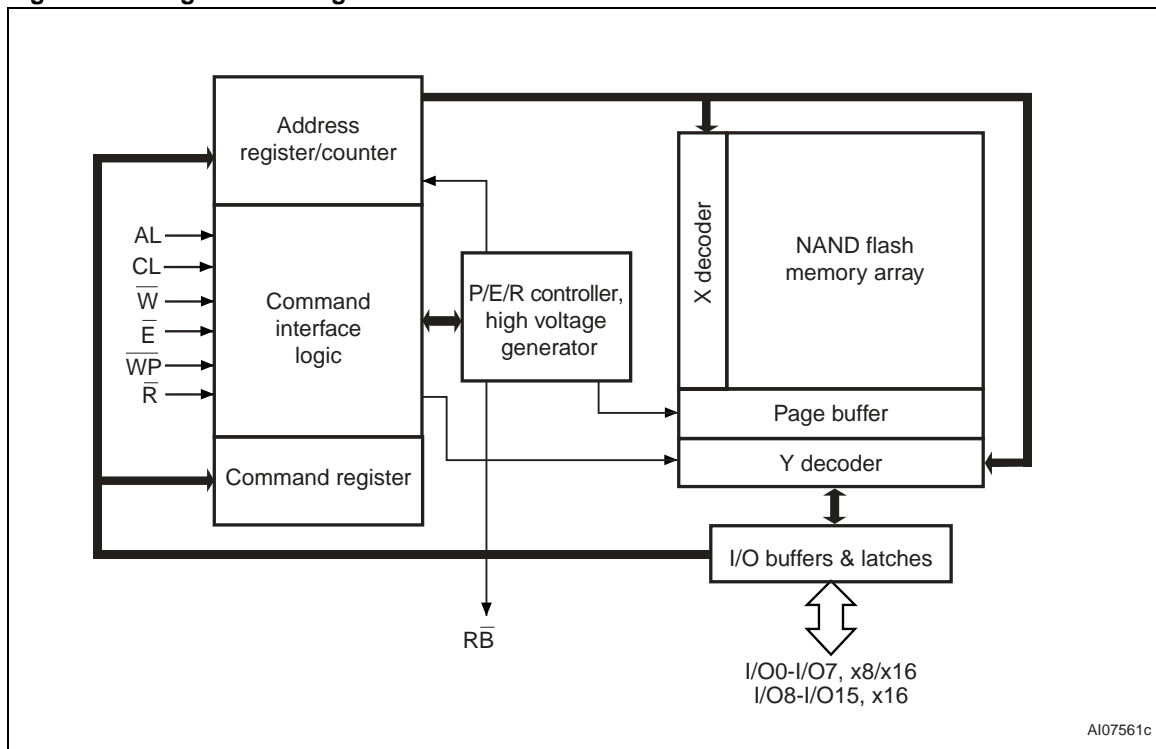 Address
register/counter
AL
CL
W̅
E̅
W̅P̅
R̅
Command
interface
logic
Command register
P/E/R controller,
high voltage
generator
RB̅
X decoder
NAND flash
memory array
Page buffer
Y decoder
I/O buffers & latches
I/O0-I/O7, x8/x16
I/O8-I/O15, x16
AI07561c